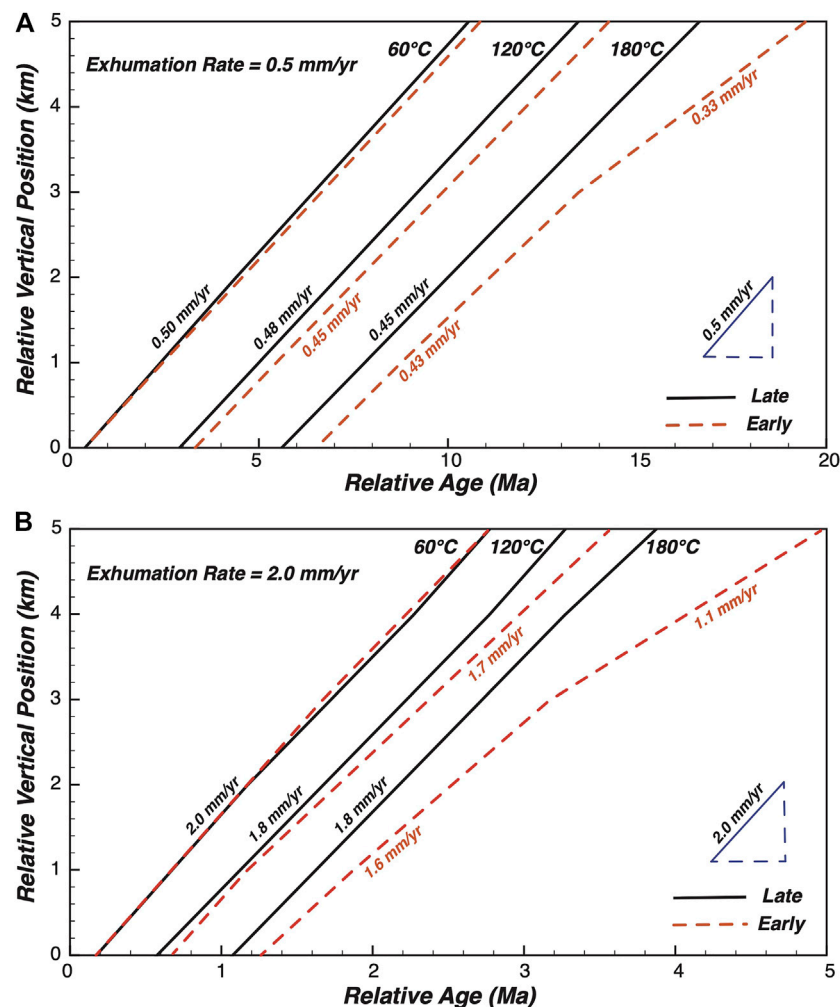 A
Exhumation Rate = 0.5 mm/yr
60°C
120°C
180°C
0.33 mm/yr
0.50 mm/yr
0.48 mm/yr
0.45 mm/yr
0.45 mm/yr
0.43 mm/yr
0.5 mm/yr
Late
Early
Relative Vertical Position (km)
5
4
3
2
1
0
0
5
10
15
20
Relative Age (Ma)
B
Exhumation Rate = 2.0 mm/yr
60°C
120°C
180°C
1.1 mm/yr
1.7 mm/yr
2.0 mm/yr
1.8 mm/yr
1.8 mm/yr
1.6 mm/yr
2.0 mm/yr
Late
Early
Relative Vertical Position (km)
5
4
3
2
1
0
0
1
2
3
4
5
Relative Age (Ma)